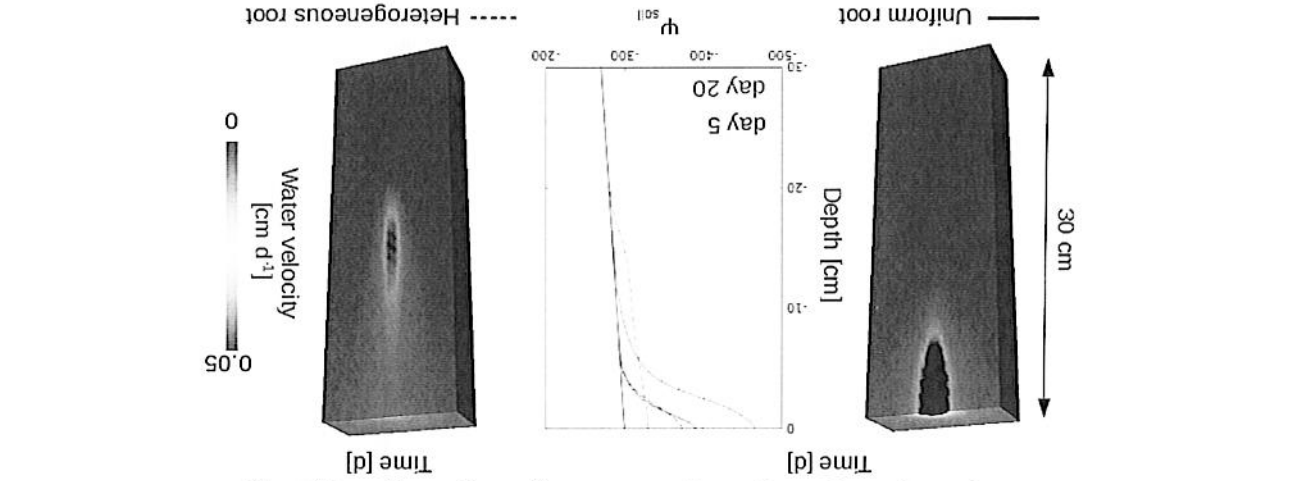 Time [d]
Time [d]
30 cm
Depth [cm]
0
-10
-20
-30
day 5
day 20
-500
-400
-300
-200
Ψsoil
0.05
Water velocity
[cm d-1]
0
Uniform root
Heterogeneous root